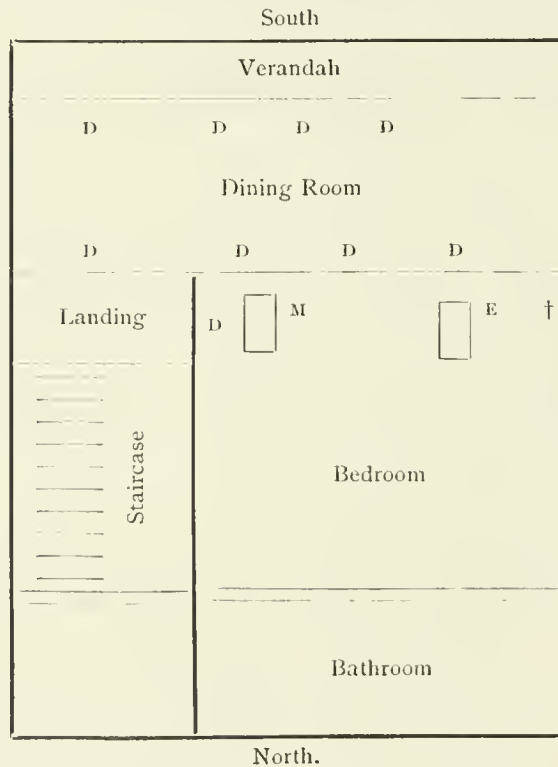 South
Verandah
D D D D
Dining Room
D D D D
Landing D M E †
Staircase
Bedroom
Bathroom
North.